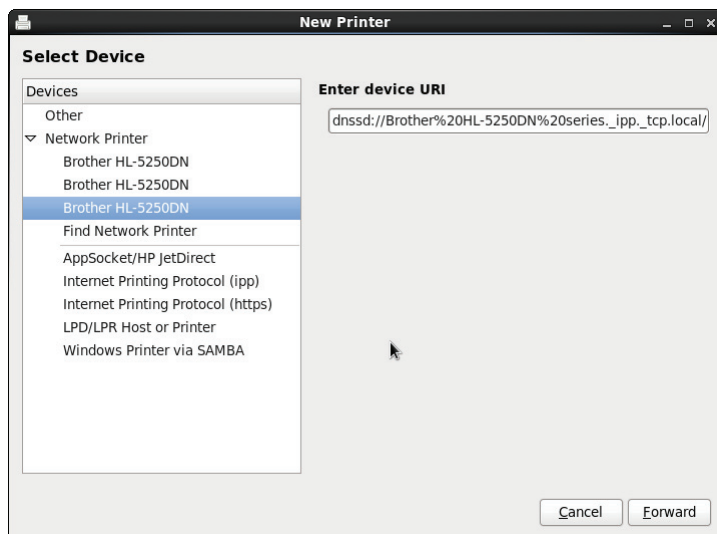 New Printer
Select Device
Devices
Other
Network Printer
Brother HL-5250DN
Brother HL-5250DN
Brother HL-5250DN
Find Network Printer
AppSocket/HP JetDirect
Internet Printing Protocol (ipp)
Internet Printing Protocol (https)
LPD/LPR Host or Printer
Windows Printer via SAMBA
Enter device URI
dnssd://Brother%20HL-5250DN%20series._ipp._tcp.local/
Cancel Forward